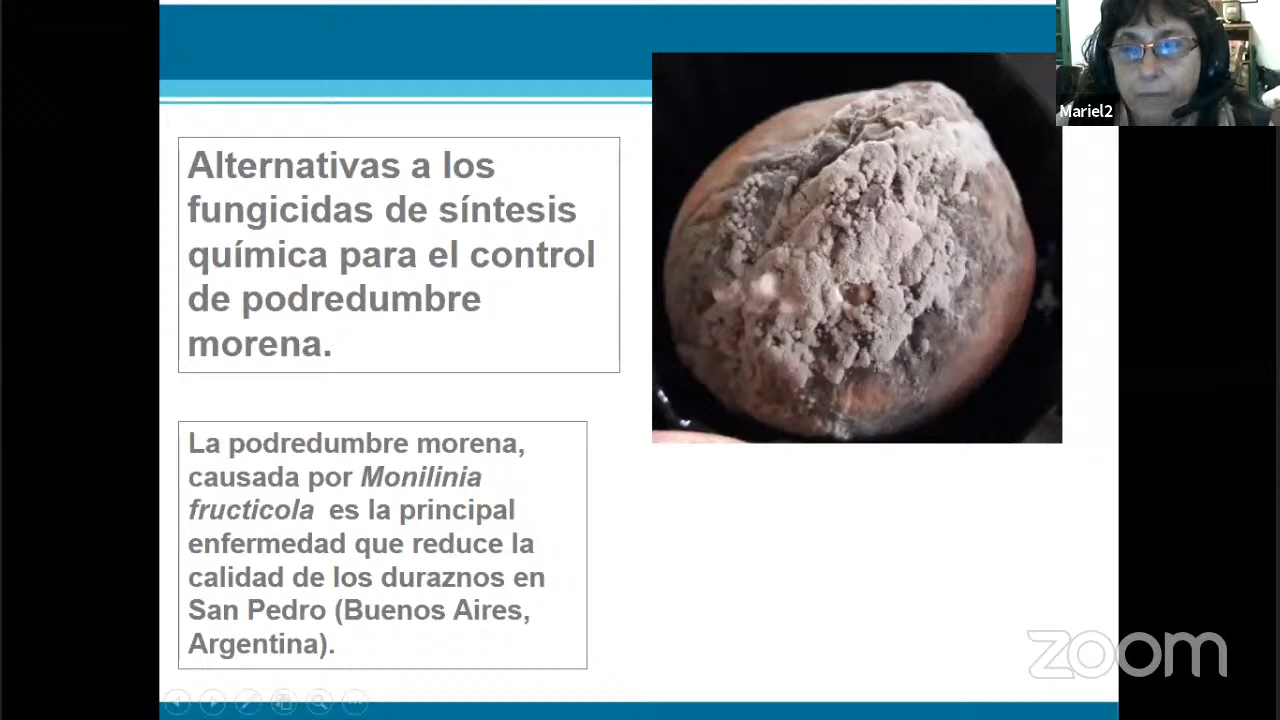 Mariel2
Alternativas a los
fungicidas de síntesis
química para el control
de podredumbre
morena.
La podredumbre morena,
causada por Monilinia
fructicola es la principal
enfermedad que reduce la
calidad de los duraznos en
San Pedro (Buenos Aires,
Argentina).
zoom